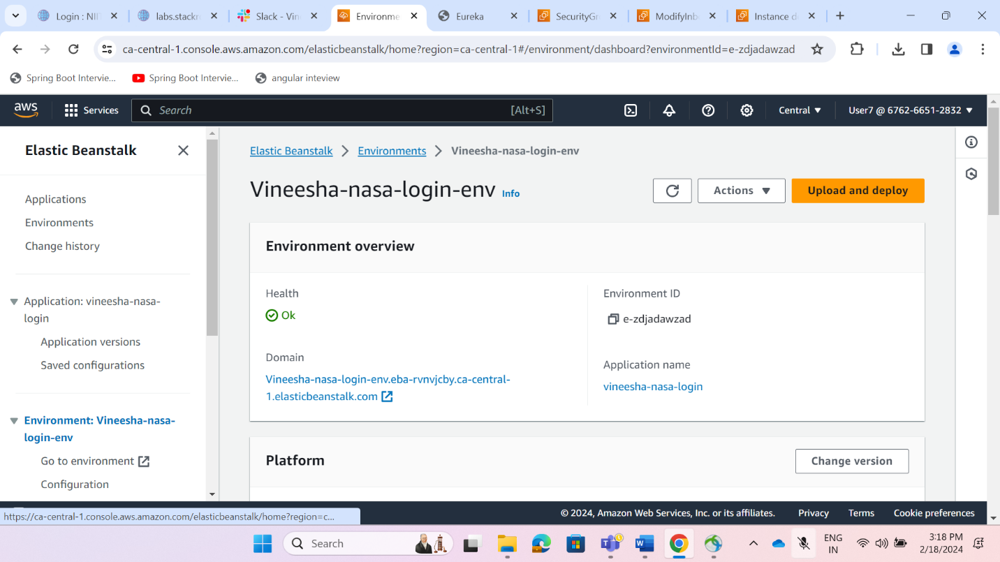 Login : NII
labs.stackr
Slack - Vin
Environme
Eureka
SecurityGr
ModifyInb
Instance d
ca-central-1.console.aws.amazon.com/elasticbeanstalk/home?region=ca-central-1#/environment/dashboard?environmentId=e-zdjadawzad
Spring Boot Intervie...
Spring Boot Intervie...
angular inteview
aws
Services
Search
[Alt+S]
Central
User7 @ 6762-6651-2832
Elastic Beanstalk
Applications
Environments
Change history
Application: vineesha-nasa-
login
Application versions
Saved configurations
Environment: Vineesha-nasa-
login-env
Go to environment
Configuration
Elastic Beanstalk
Environments
Vineesha-nasa-login-env
Vineesha-nasa-login-env Info
Actions
Upload and deploy
Environment overview
Health
Ok
Domain
Vineesha-nasa-login-env.eba-rvnvjcby.ca-central-
1.elasticbeanstalk.com
Environment ID
e-zdjadawzad
Application name
vineesha-nasa-login
Platform
Change version
https://ca-central-1.console.aws.amazon.com/elasticbeanstalk/home?region=c...
© 2024, Amazon Web Services, Inc. or its affiliates.
Privacy
Terms
Cookie preferences
Search
ENG
IN
3:18 PM
2/18/2024